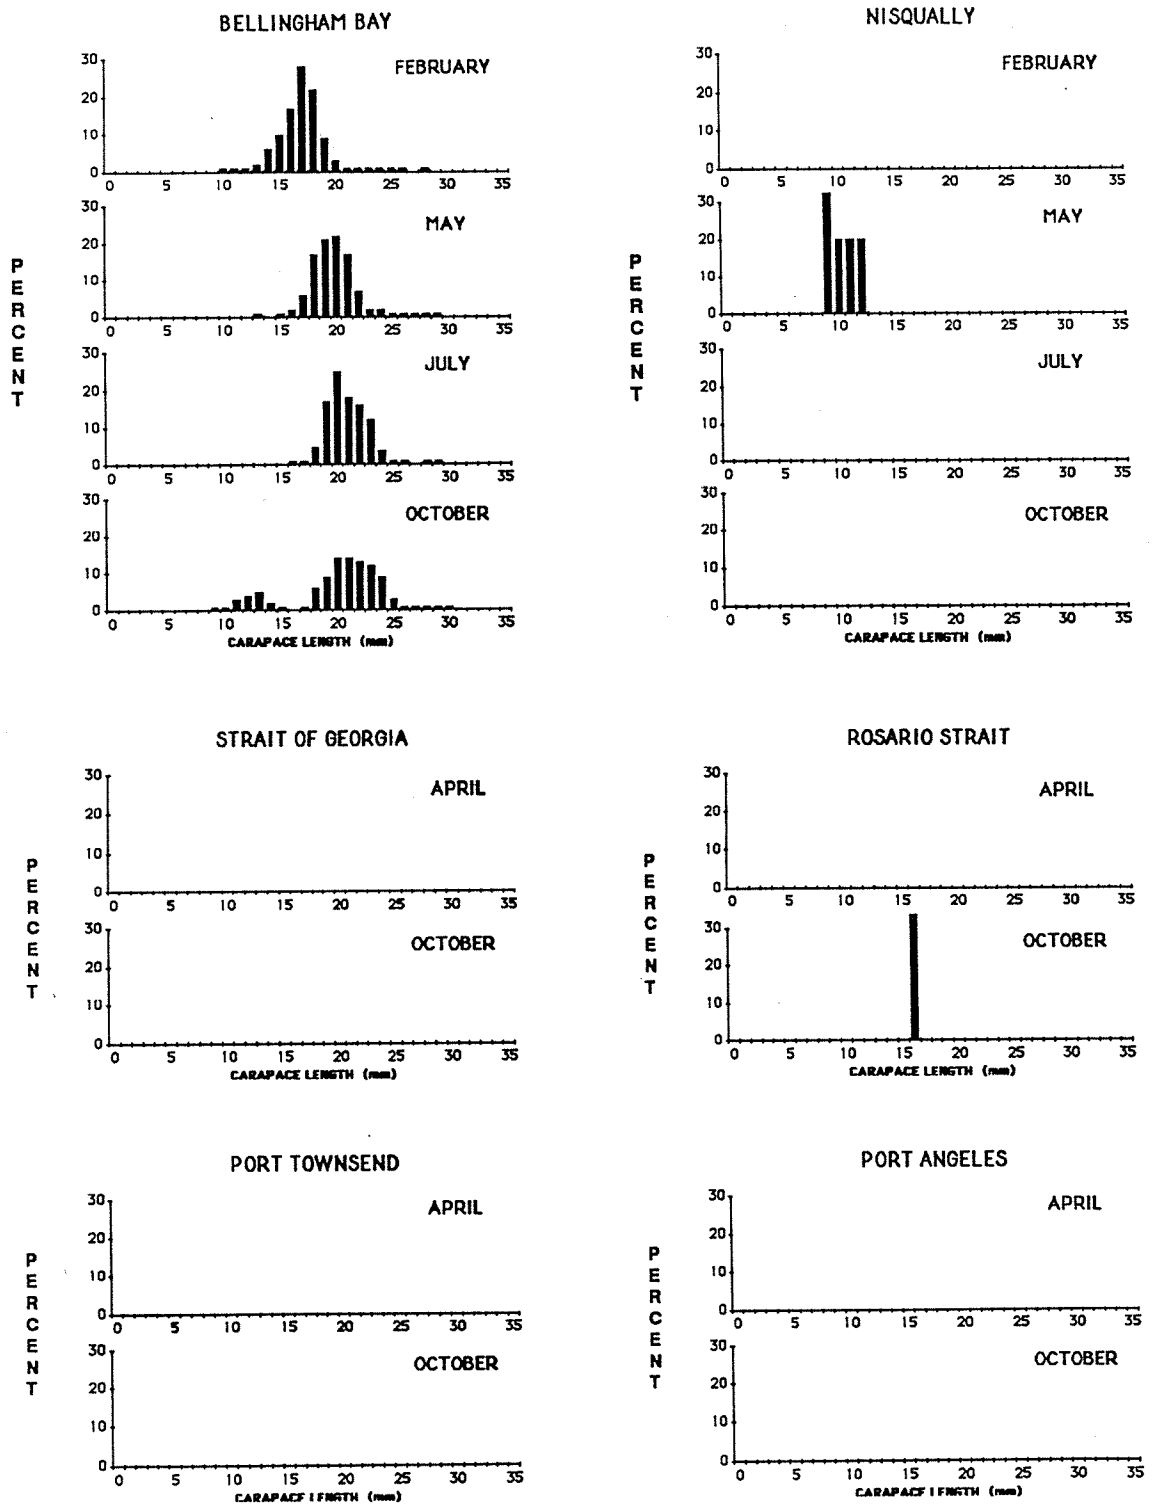 BELLINGHAM BAY
PERCENT
30
FEBRUARY
20
10
0
0 5 10 15 20 25 30 35
30
MAY
20
10
0
0 5 10 15 20 25 30 35
30
JULY
20
10
0
0 5 10 15 20 25 30 35
30
OCTOBER
20
10
0
0 5 10 15 20 25 30 35
CARAPACE LENGTH (mm)
NISQUALLY
PERCENT
30
FEBRUARY
20
10
0
0 5 10 15 20 25 30 35
30
MAY
20
10
0
0 5 10 15 20 25 30 35
30
JULY
20
10
0
0 5 10 15 20 25 30 35
30
OCTOBER
20
10
0
0 5 10 15 20 25 30 35
CARAPACE LENGTH (mm)
STRAIT OF GEORGIA
PERCENT
30
APRIL
20
10
0
0 5 10 15 20 25 30 35
30
OCTOBER
20
10
0
0 5 10 15 20 25 30 35
CARAPACE LENGTH (mm)
ROSARIO STRAIT
PERCENT
30
APRIL
20
10
0
0 5 10 15 20 25 30 35
30
OCTOBER
20
10
0
0 5 10 15 20 25 30 35
CARAPACE LENGTH (mm)
PORT TOWNSEND
PERCENT
30
APRIL
20
10
0
0 5 10 15 20 25 30 35
30
OCTOBER
20
10
0
0 5 10 15 20 25 30 35
CARAPACE LENGTH (mm)
PORT ANGELES
PERCENT
30
APRIL
20
10
0
0 5 10 15 20 25 30 35
30
OCTOBER
20
10
0
0 5 10 15 20 25 30 35
CARAPACE LENGTH (mm)